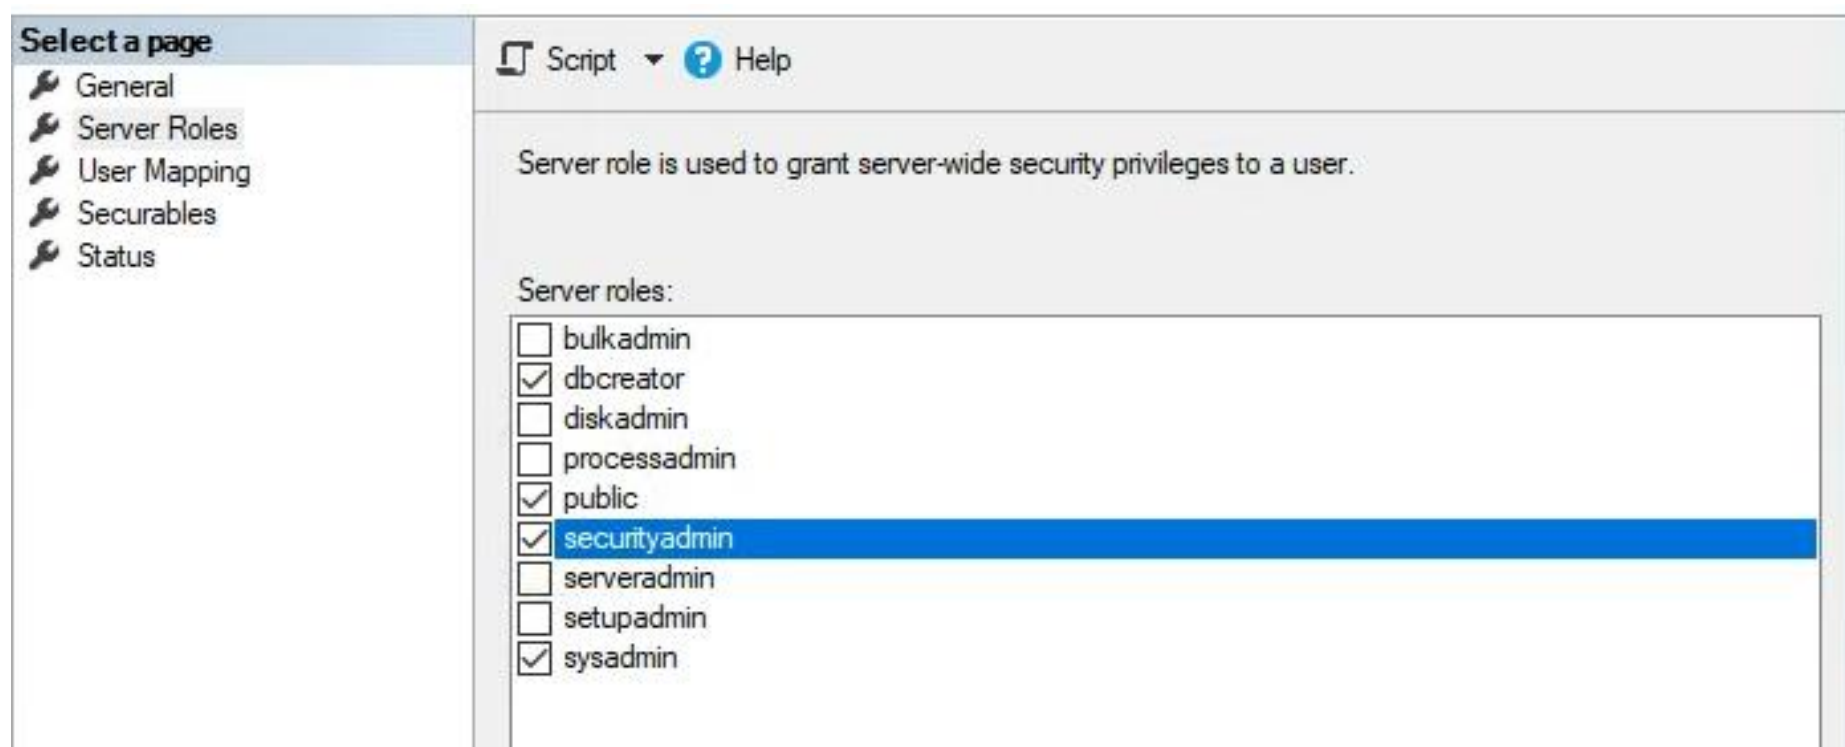 Select a page
General
Server Roles
User Mapping
Securables
Status
Script
Help
Server role is used to grant server-wide security privileges to a user.
Server roles:
bulkadmin
dbcreator
diskadmin
processadmin
public
securityadmin
serveradmin
setupadmin
sysadmin